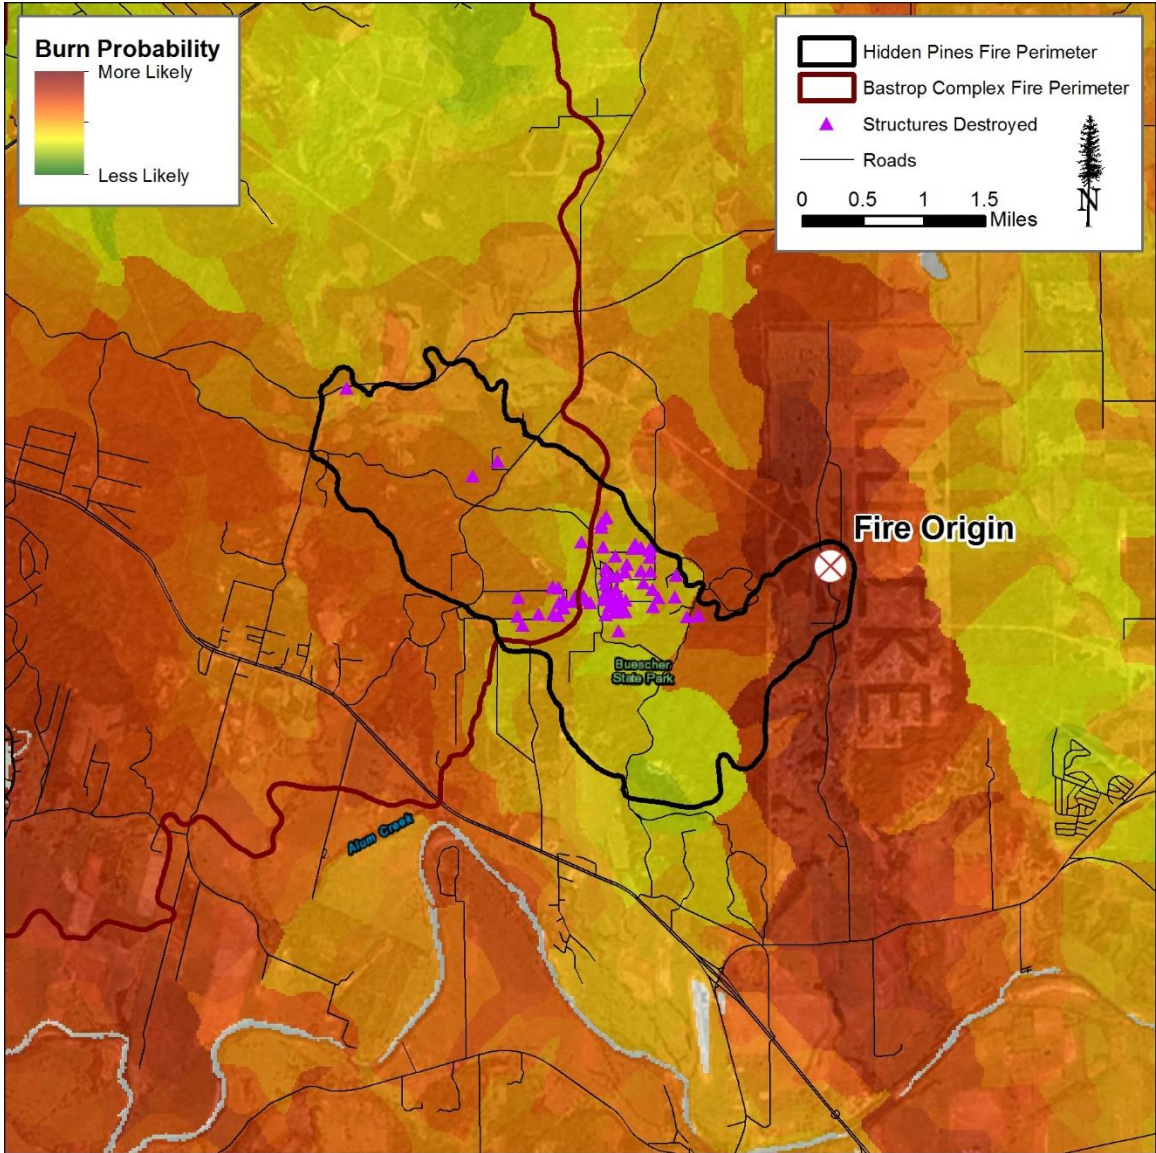 Burn Probability
More Likely
Less Likely
Hidden Pines Fire Perimeter
Bastrop Complex Fire Perimeter
Structures Destroyed
Roads
0 0.5 1 1.5
Miles
N
Fire Origin
Buescher
State Park
Alum Creek